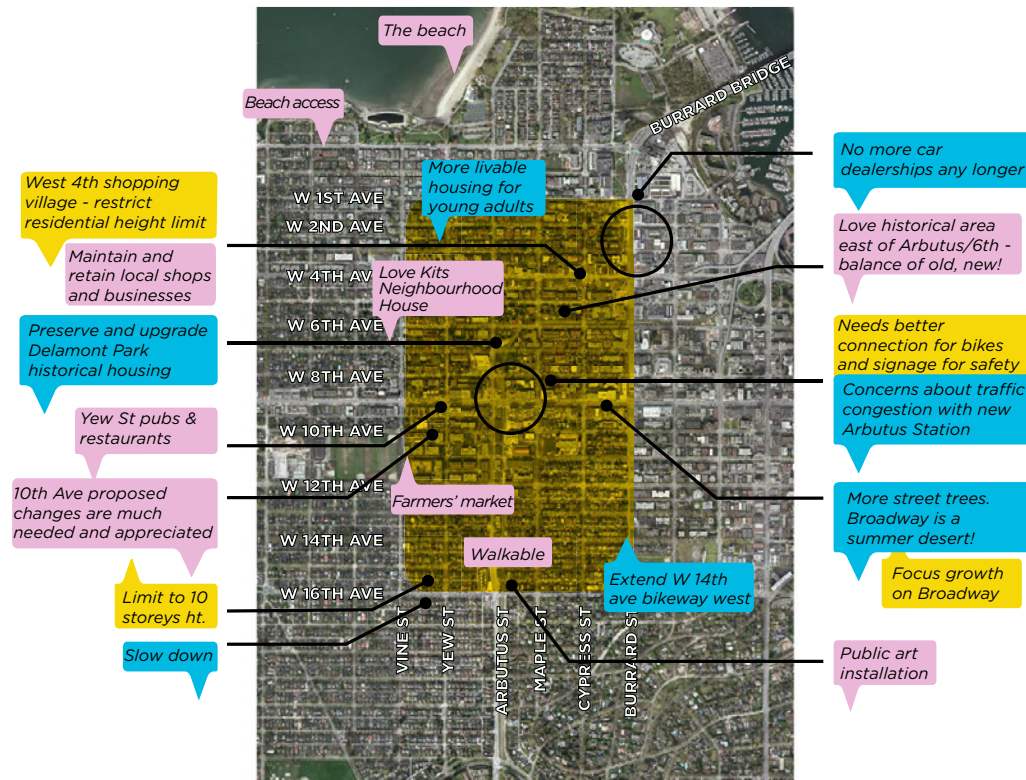 The beach
Beach access
BURRARD BRIDGE
No more car
dealerships any longer
More livable
housing for
young adults
West 4th shopping
village - restrict
residential height limit
W 1ST AVE
W 2ND AVE
Love historical area
east of Arbutus/6th -
balance of old, new!
Maintain and
retain local shops
and businesses
W 4TH AVE
Love Kits
Neighbourhood
House
Preserve and upgrade
Delamont Park
historical housing
W 6TH AVE
Needs better
connection for bikes
and signage for safety
W 8TH AVE
Concerns about traffic
congestion with new
Arbutus Station
Yew St pubs &
restaurants
W 10TH AVE
10th Ave proposed
changes are much
needed and appreciated
W 12TH AVE
Farmers' market
More street trees.
Broadway is a
summer desert!
W 14TH AVE
Walkable
Extend W 14th
ave bikeway west
Focus growth
on Broadway
Limit to 10
storeys ht.
W 16TH AVE
Slow down
VINE ST
YEW ST
ARBUTUS ST
MAPLE ST
CYPRESS ST
BURRARD ST
Public art
installation